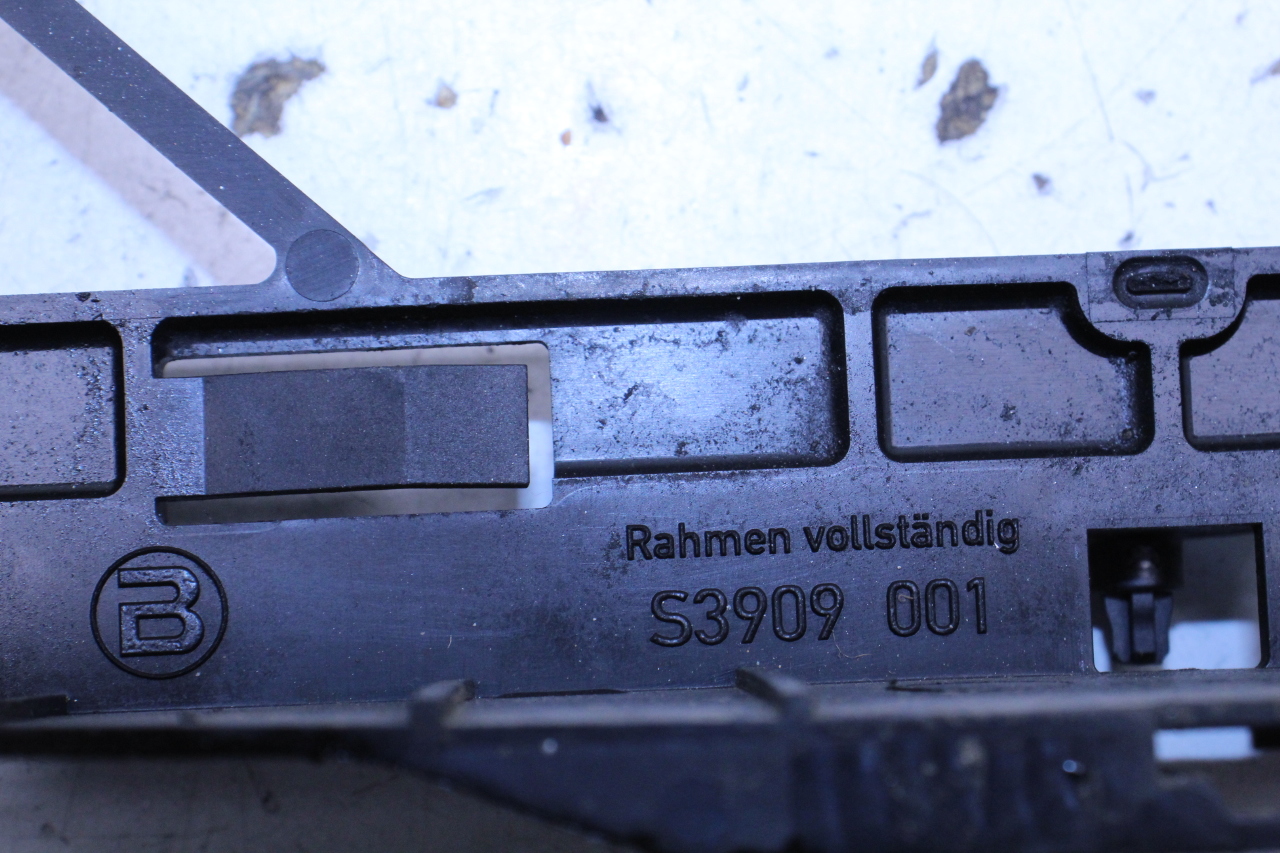 B
Rahmen vollständig
S3909 001